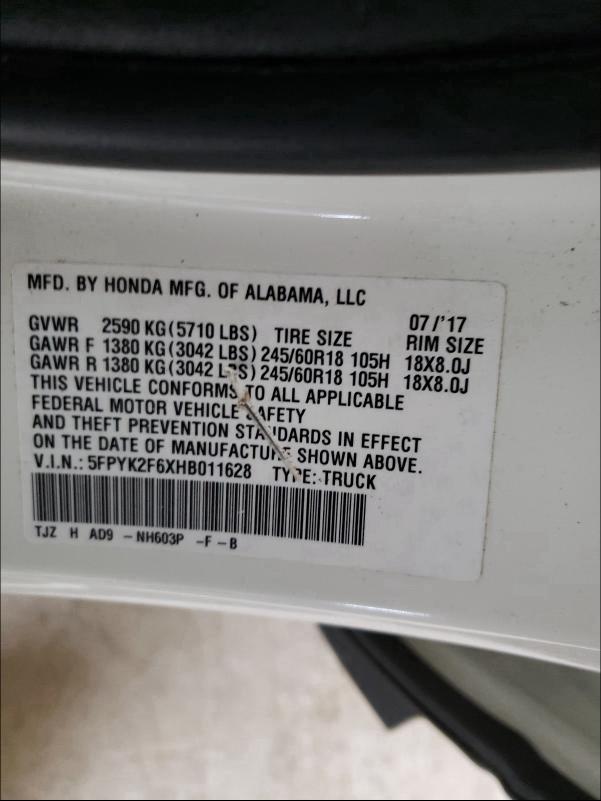 MFD. BY HONDA MFG. OF ALABAMA, LLC
07/'17
GVWR 2590 KG(5710 LBS) TIRE SIZE RIM SIZE
GAWR F 1380 KG(3042 LBS)245/60R18 105H 18X8.0J
GAWR R 1380 KG(3042 LBS)245/60R18 105H 18X8.0J
THIS VEHICLE CONFORMS TO ALL APPLICABLE
FEDERAL MOTOR VEHICLE SAFETY
AND THEFT PREVENTION STANDARDS IN EFFECT
ON THE DATE OF MANUFACTURE SHOWN ABOVE.
V.I.N.: 5FPYK2F6XHB011628 TYPE: TRUCK
TJZ H AD9 -NH603P -F-B